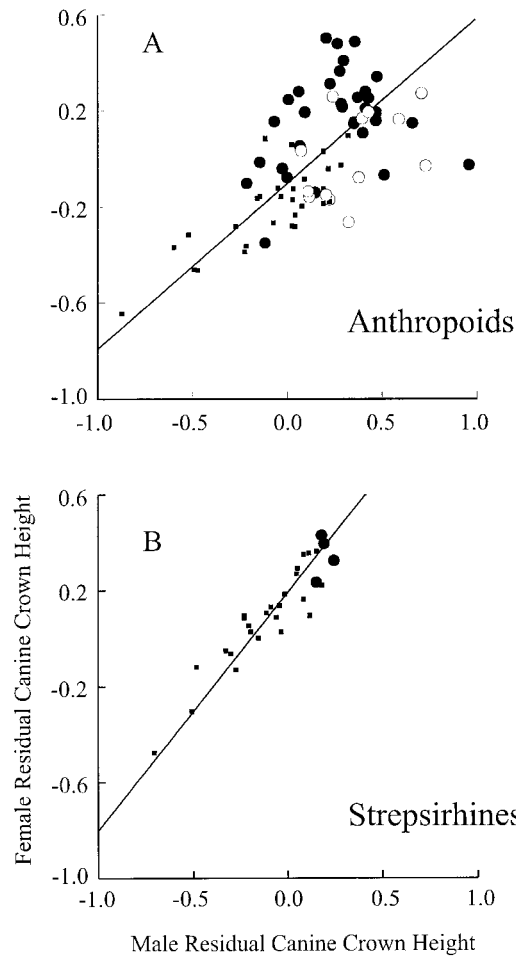 0.6
A
0.2
-0.2
-0.6
Anthropoids
-1.0
-1.0 -0.5 0.0 0.5 1.0
0.6
B
0.2
-0.2
-0.6
Strepsirhines
-1.0
-1.0 -0.5 0.0 0.5 1.0
Female Residual Canine Crown Height
Male Residual Canine Crown Height